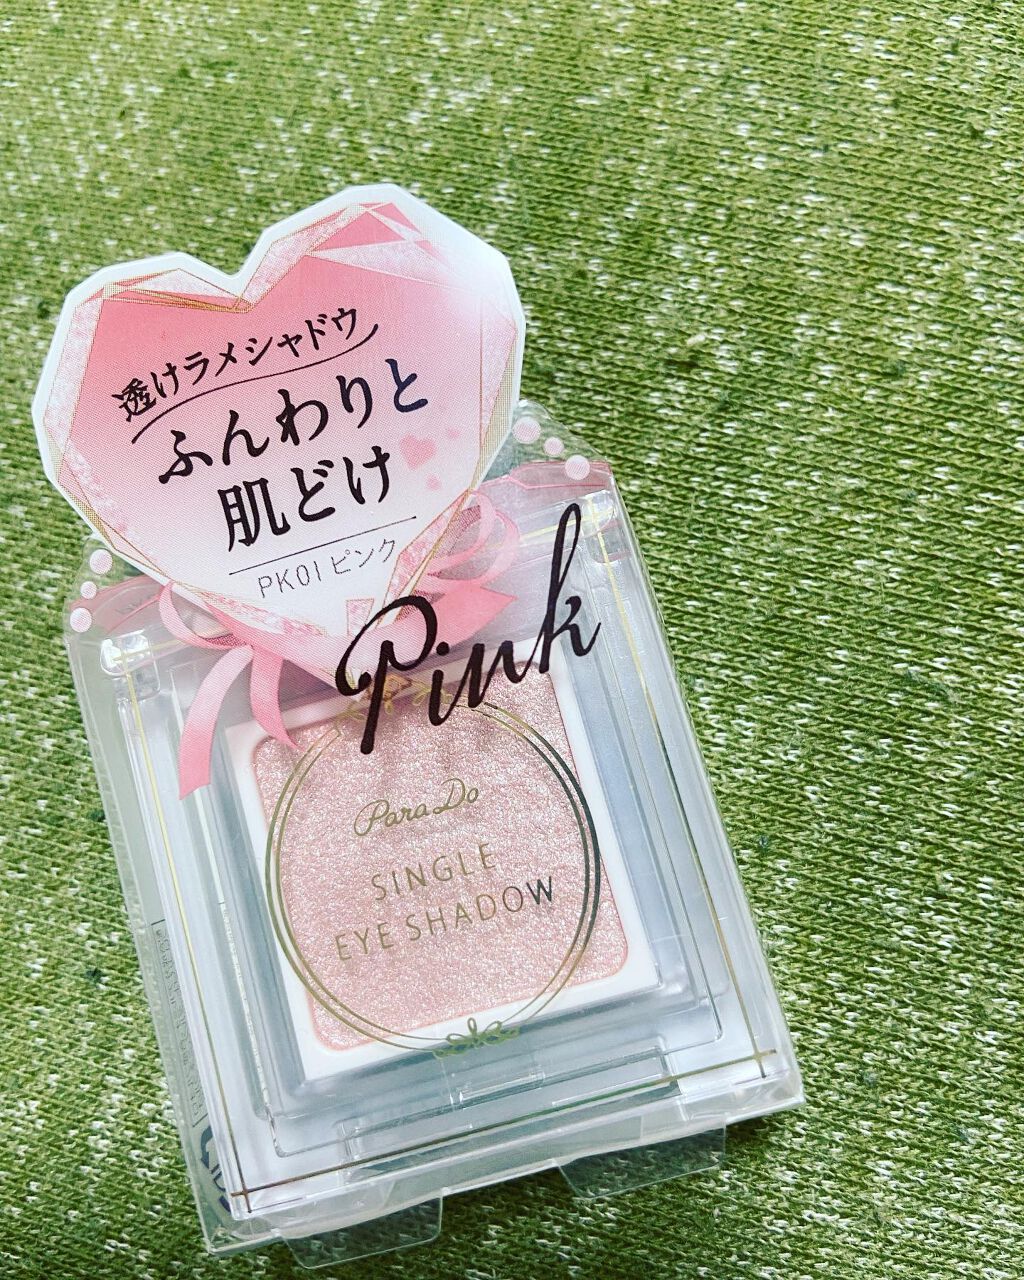 透けラメシャドウ
ふんわりと
肌どけ
PK01 ピンク
Pink
ParaDo
SINGLE
EYE SHADOW